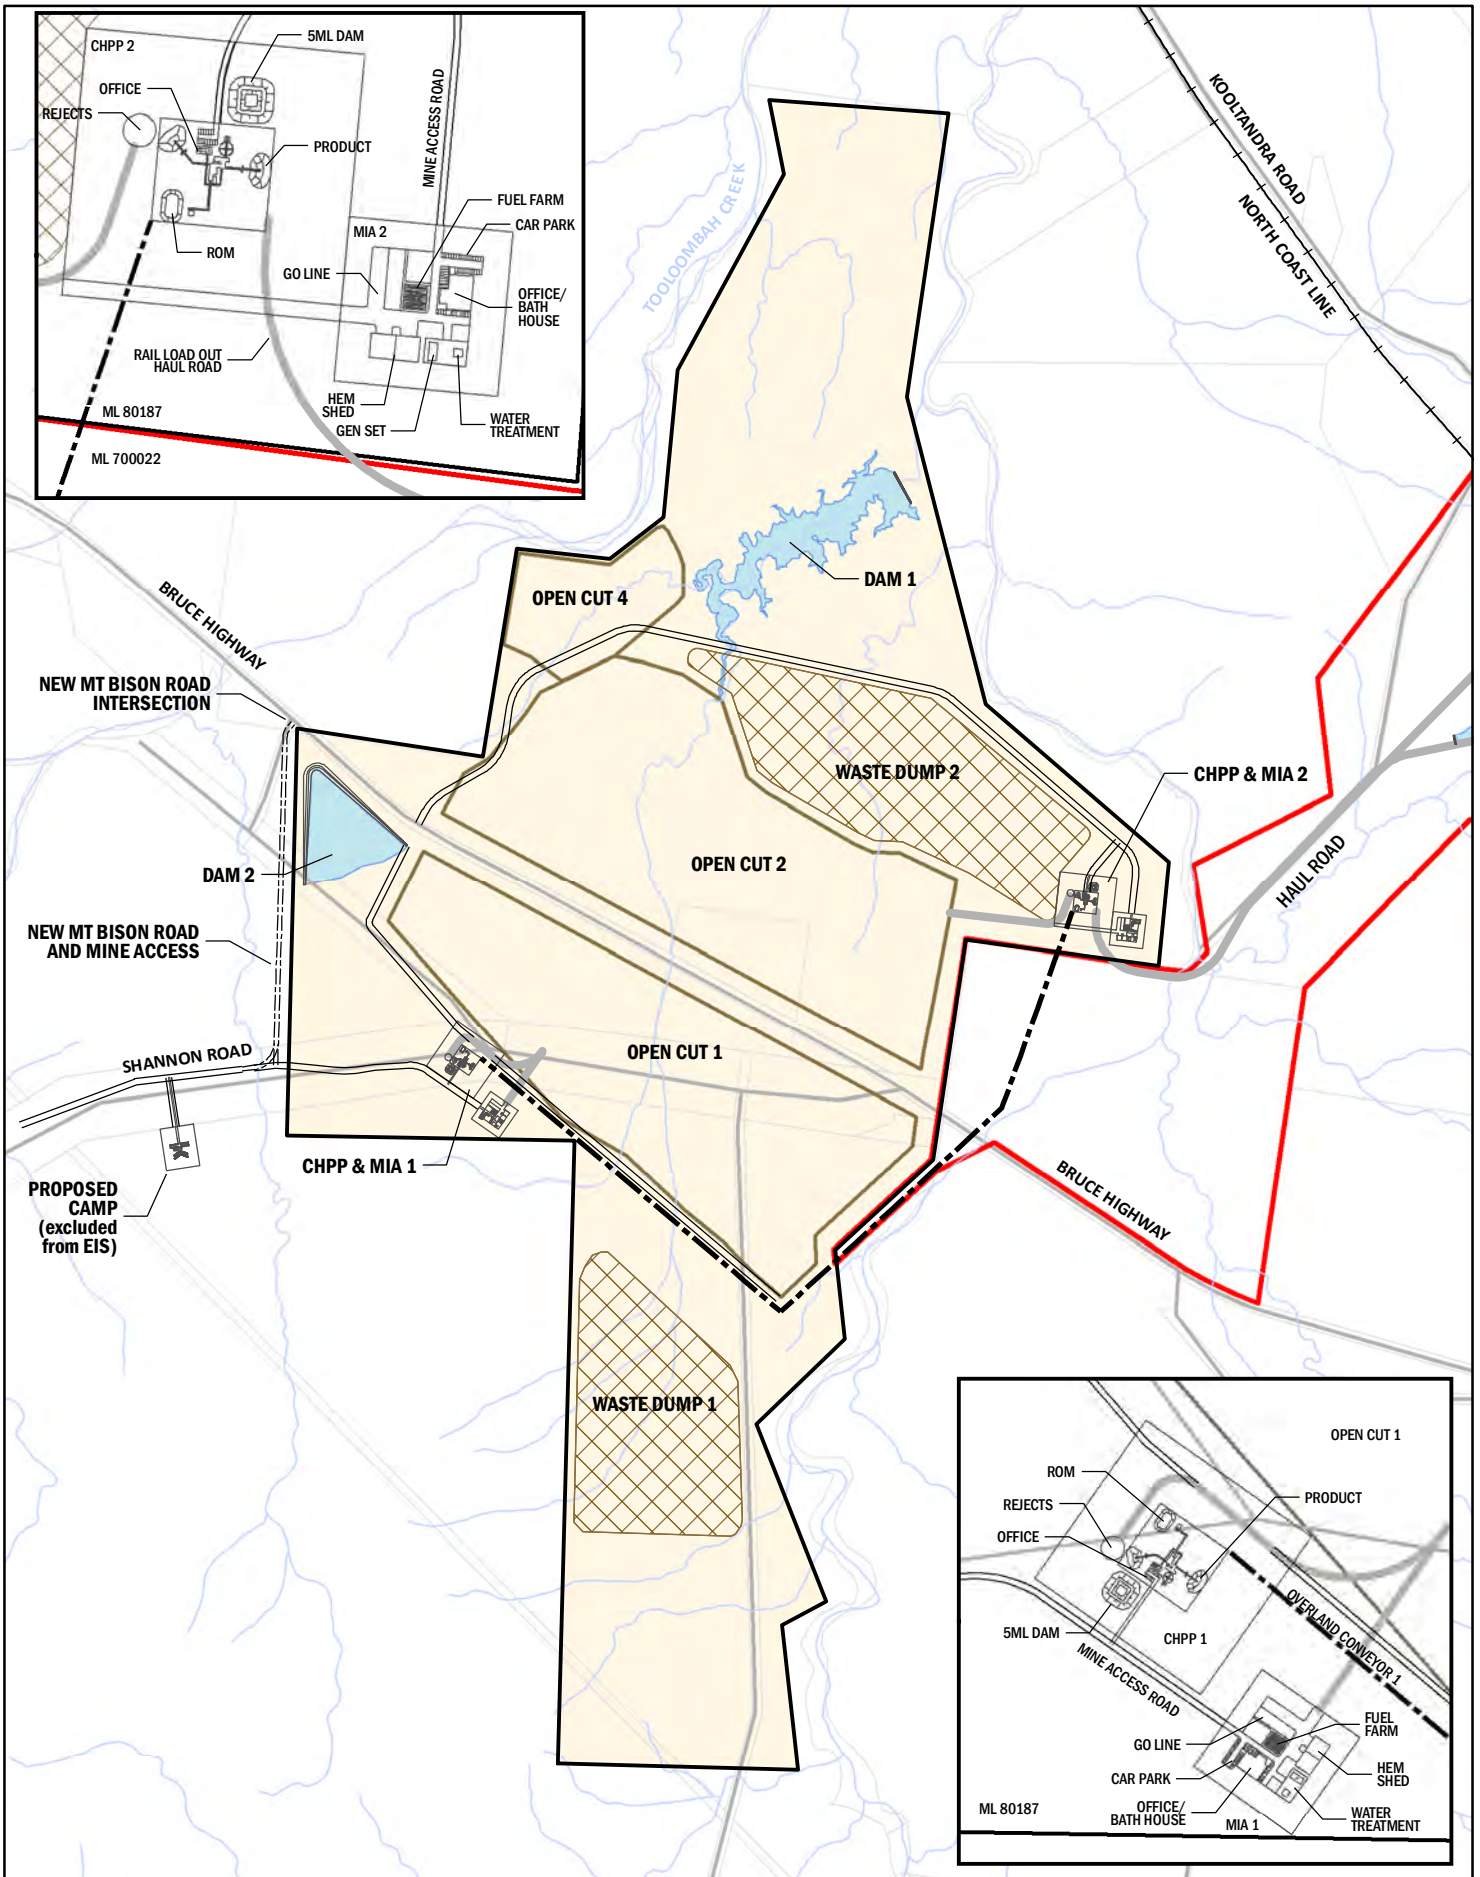 CHPP 2
5ML DAM
OFFICE
REJECTS
PRODUCT
MINE ACCESS ROAD
FUEL FARM
CAR PARK
MIA 2
ROM
GO LINE
OFFICE/
BATH
HOUSE
RAIL LOAD OUT
HAUL ROAD
HEM
SHED
GEN SET
WATER
TREATMENT
ML 80187
ML 700022
KOOLTANDRA ROAD
NORTH COAST LINE
TOOLOOMBAH CREEK
DAM 1
OPEN CUT 4
BRUCE HIGHWAY
NEW MT BISON ROAD
INTERSECTION
WASTE DUMP 2
CHPP & MIA 2
OPEN CUT 2
DAM 2
HAUL ROAD
NEW MT BISON ROAD
AND MINE ACCESS
SHANNON ROAD
OPEN CUT 1
CHPP & MIA 1
PROPOSED
CAMP
(excluded
from EIS)
BRUCE HIGHWAY
WASTE DUMP 1
OPEN CUT 1
ROM
REJECTS
PRODUCT
OFFICE
5ML DAM
CHPP 1
OVERLAND CONVEYOR 1
MINE ACCESS ROAD
GO LINE
FUEL
FARM
CAR PARK
HEM
SHED
OFFICE/
BATH HOUSE
WATER
TREATMENT
ML 80187
MIA 1